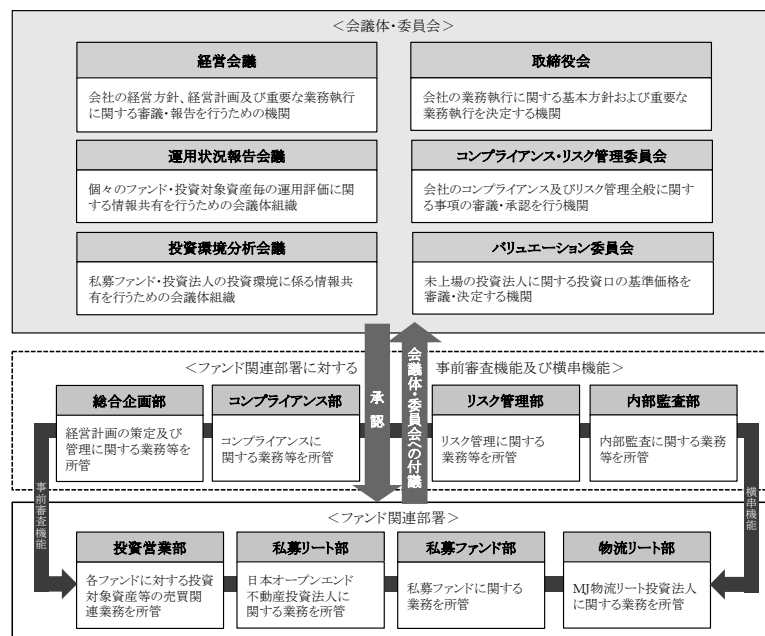 ＜会議体・委員会＞
経営会議
会社の経営方針、経営計画及び重要な業務執行
に関する審議・報告を行うための機関
取締役会
会社の業務執行に関する基本方針および重要な
業務執行を決定する機関
運用状況報告会議
個々のファンド・投資対象資産毎の運用評価に関
する情報共有を行うための会議体組織
コンプライアンス・リスク管理委員会
会社のコンプライアンス及びリスク管理全般に関す
る事項の審議・承認を行う機関
投資環境分析会議
私募ファンド・投資法人の投資環境に係る情報共
有を行うための会議体組織
バリュエーション委員会
未上場の投資法人に関する投資口の基準価格を
審議・決定する機関
承認
会議体・委員会への付議
＜ファンド関連部署に対する　事前審査機能及び横串機能＞
総合企画部
経営計画の策定及び
管理に関する業務等を
所管
コンプライアンス部
コンプライアンスに
関する業務等を所管
リスク管理部
リスク管理に関する
業務等を所管
内部監査部
内部監査に関する業務
等を所管
事前審査機能
横串機能
＜ファンド関連部署＞
投資営業部
各ファンドに対する投資
対象資産等の売買関
連業務を所管
私募リート部
日本オープンエンド
不動産投資法人に
関する業務を所管
私募ファンド部
私募ファンドに関する
業務を所管
物流リート部
MJ物流リート投資法人
に関する業務を所管